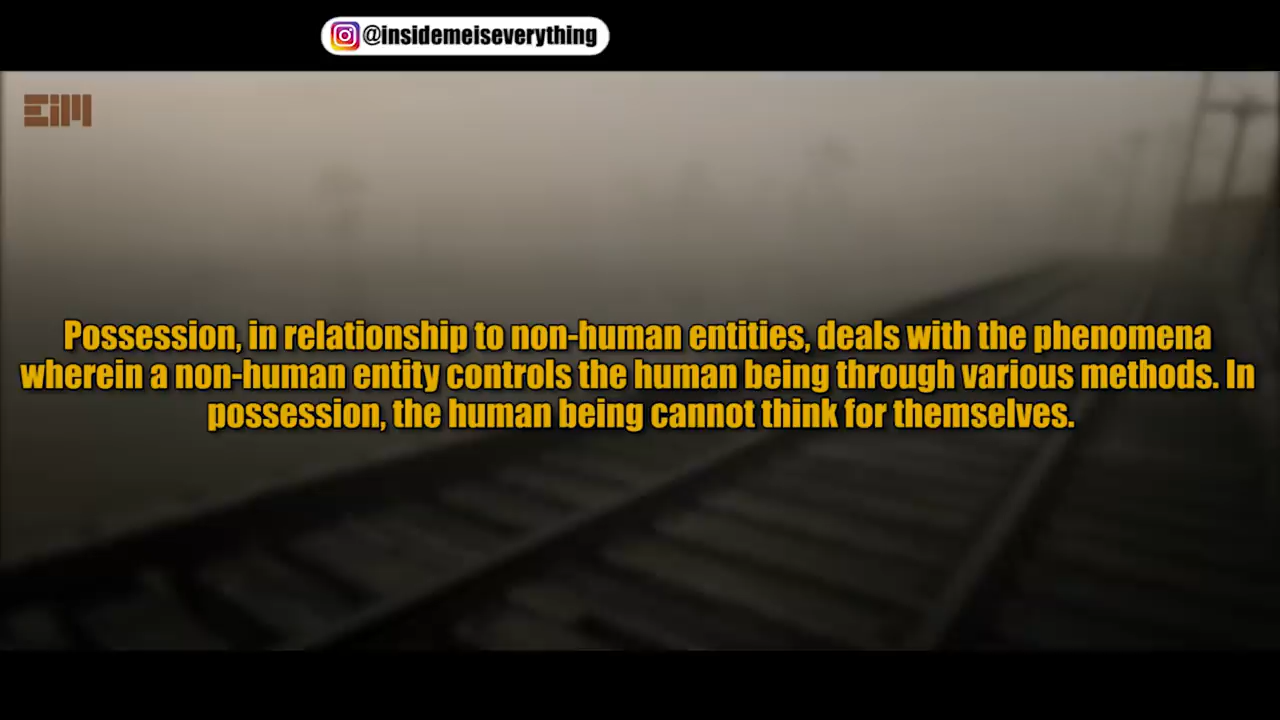 @insidemeiseverything
EiM
Possession, in relationship to non-human entities, deals with the phenomena
wherein a non-human entity controls the human being through various methods. In
possession, the human being cannot think for themselves.